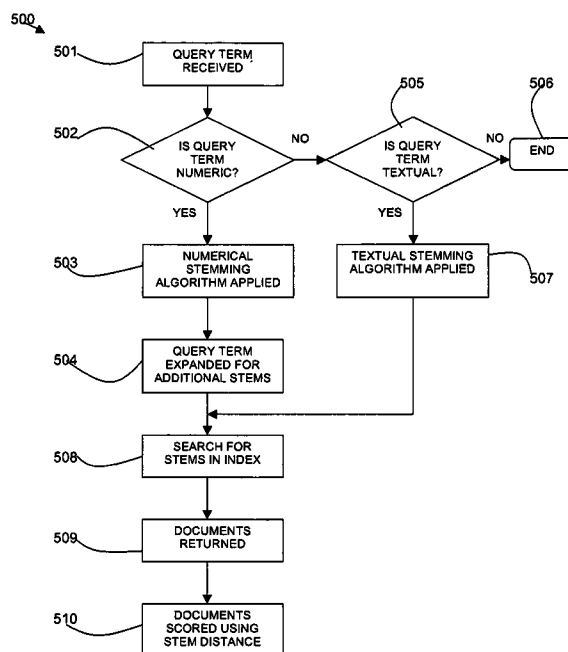 500
501
QUERY TERM
RECEIVED
502
IS QUERY
TERM
NUMERIC?
NO
505
IS QUERY
TERM
TEXTUAL?
NO
506
END
YES
YES
503
NUMERICAL
STEMMING
ALGORITHM APPLIED
TEXTUAL STEMMING
ALGORITHM APPLIED
507
504
QUERY TERM
EXPANDED FOR
ADDITIONAL STEMS
508
SEARCH FOR
STEMS IN INDEX
509
DOCUMENTS
RETURNED
510
DOCUMENTS
SCORED USING
STEM DISTANCE